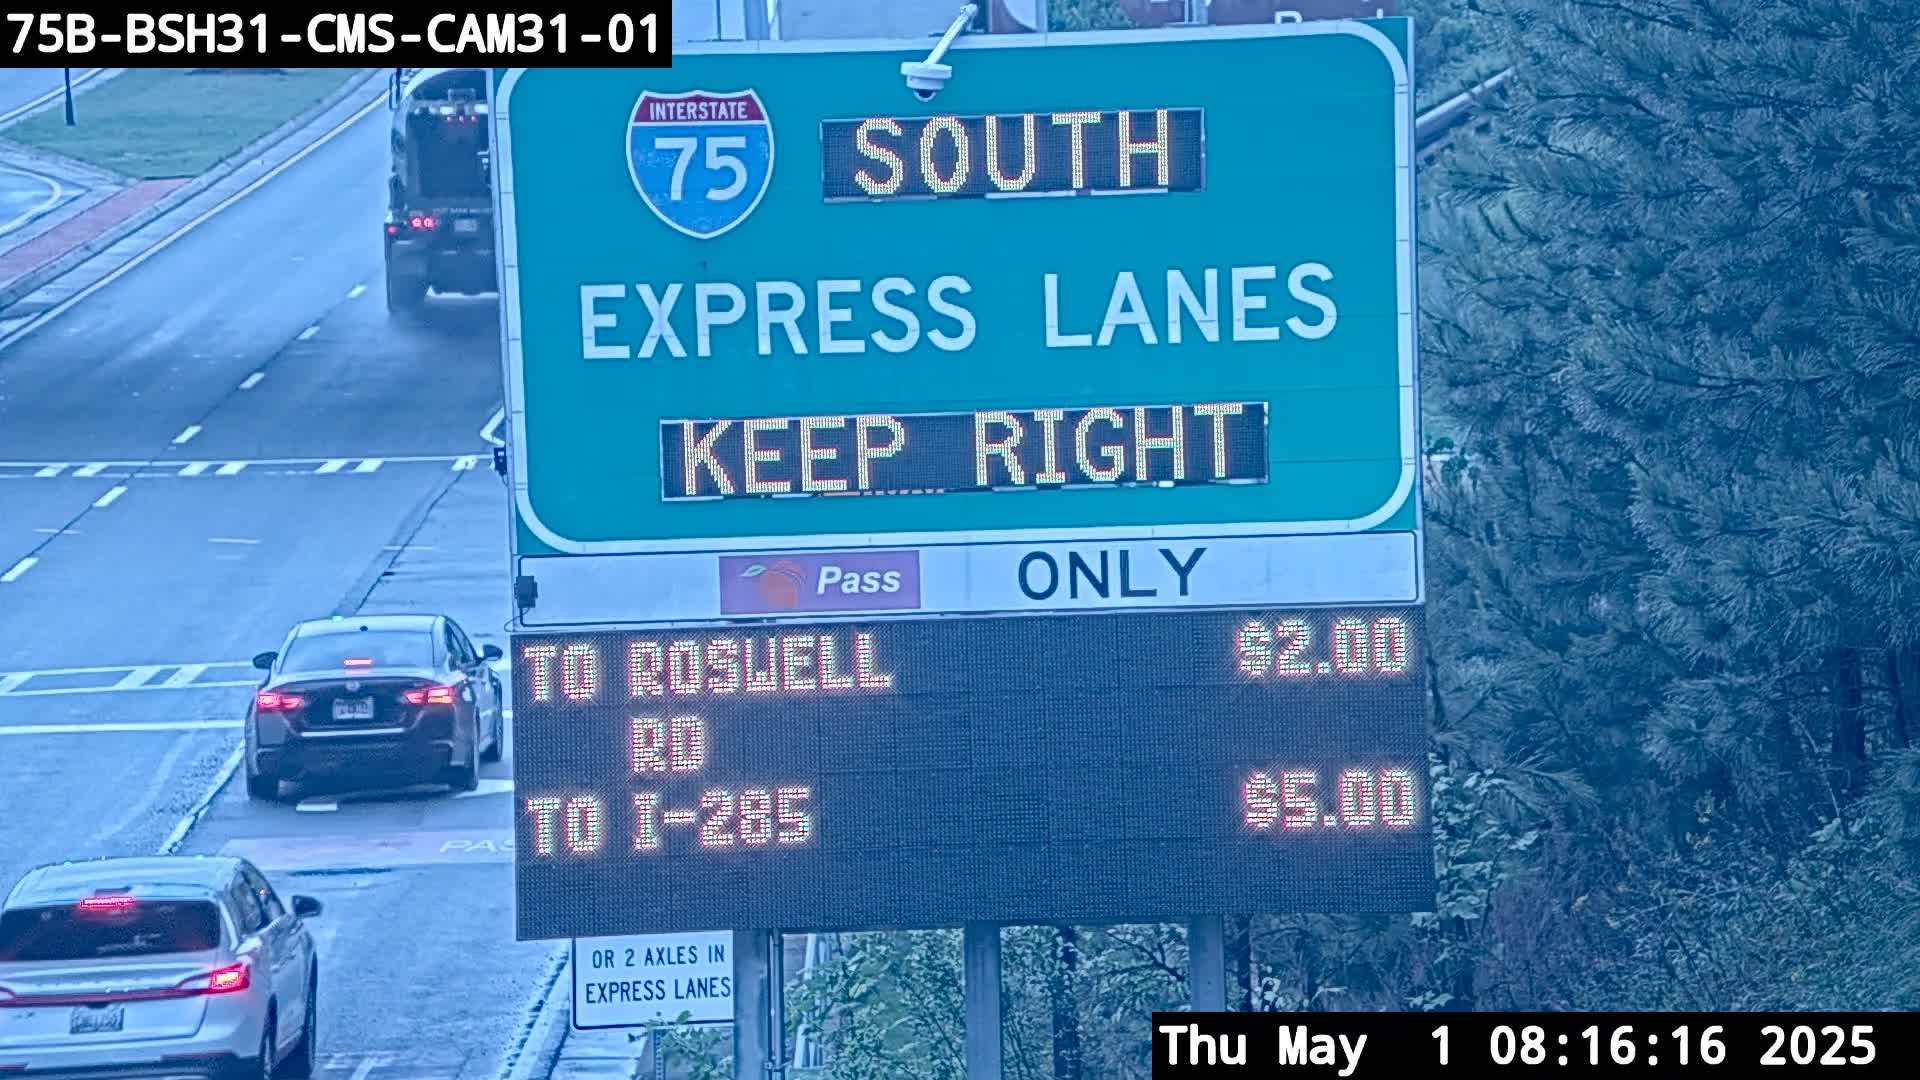 75B-BSH31-CMS-CAM31-01
INTERSTATE
75
SOUTH
EXPRESS LANES
KEEP RIGHT
Pass ONLY
TO ROSWELL $2.00
RD
TO I-285 $5.00
OR 2 AXLES IN
EXPRESS LANES
Thu May 1 08:16:16 2025